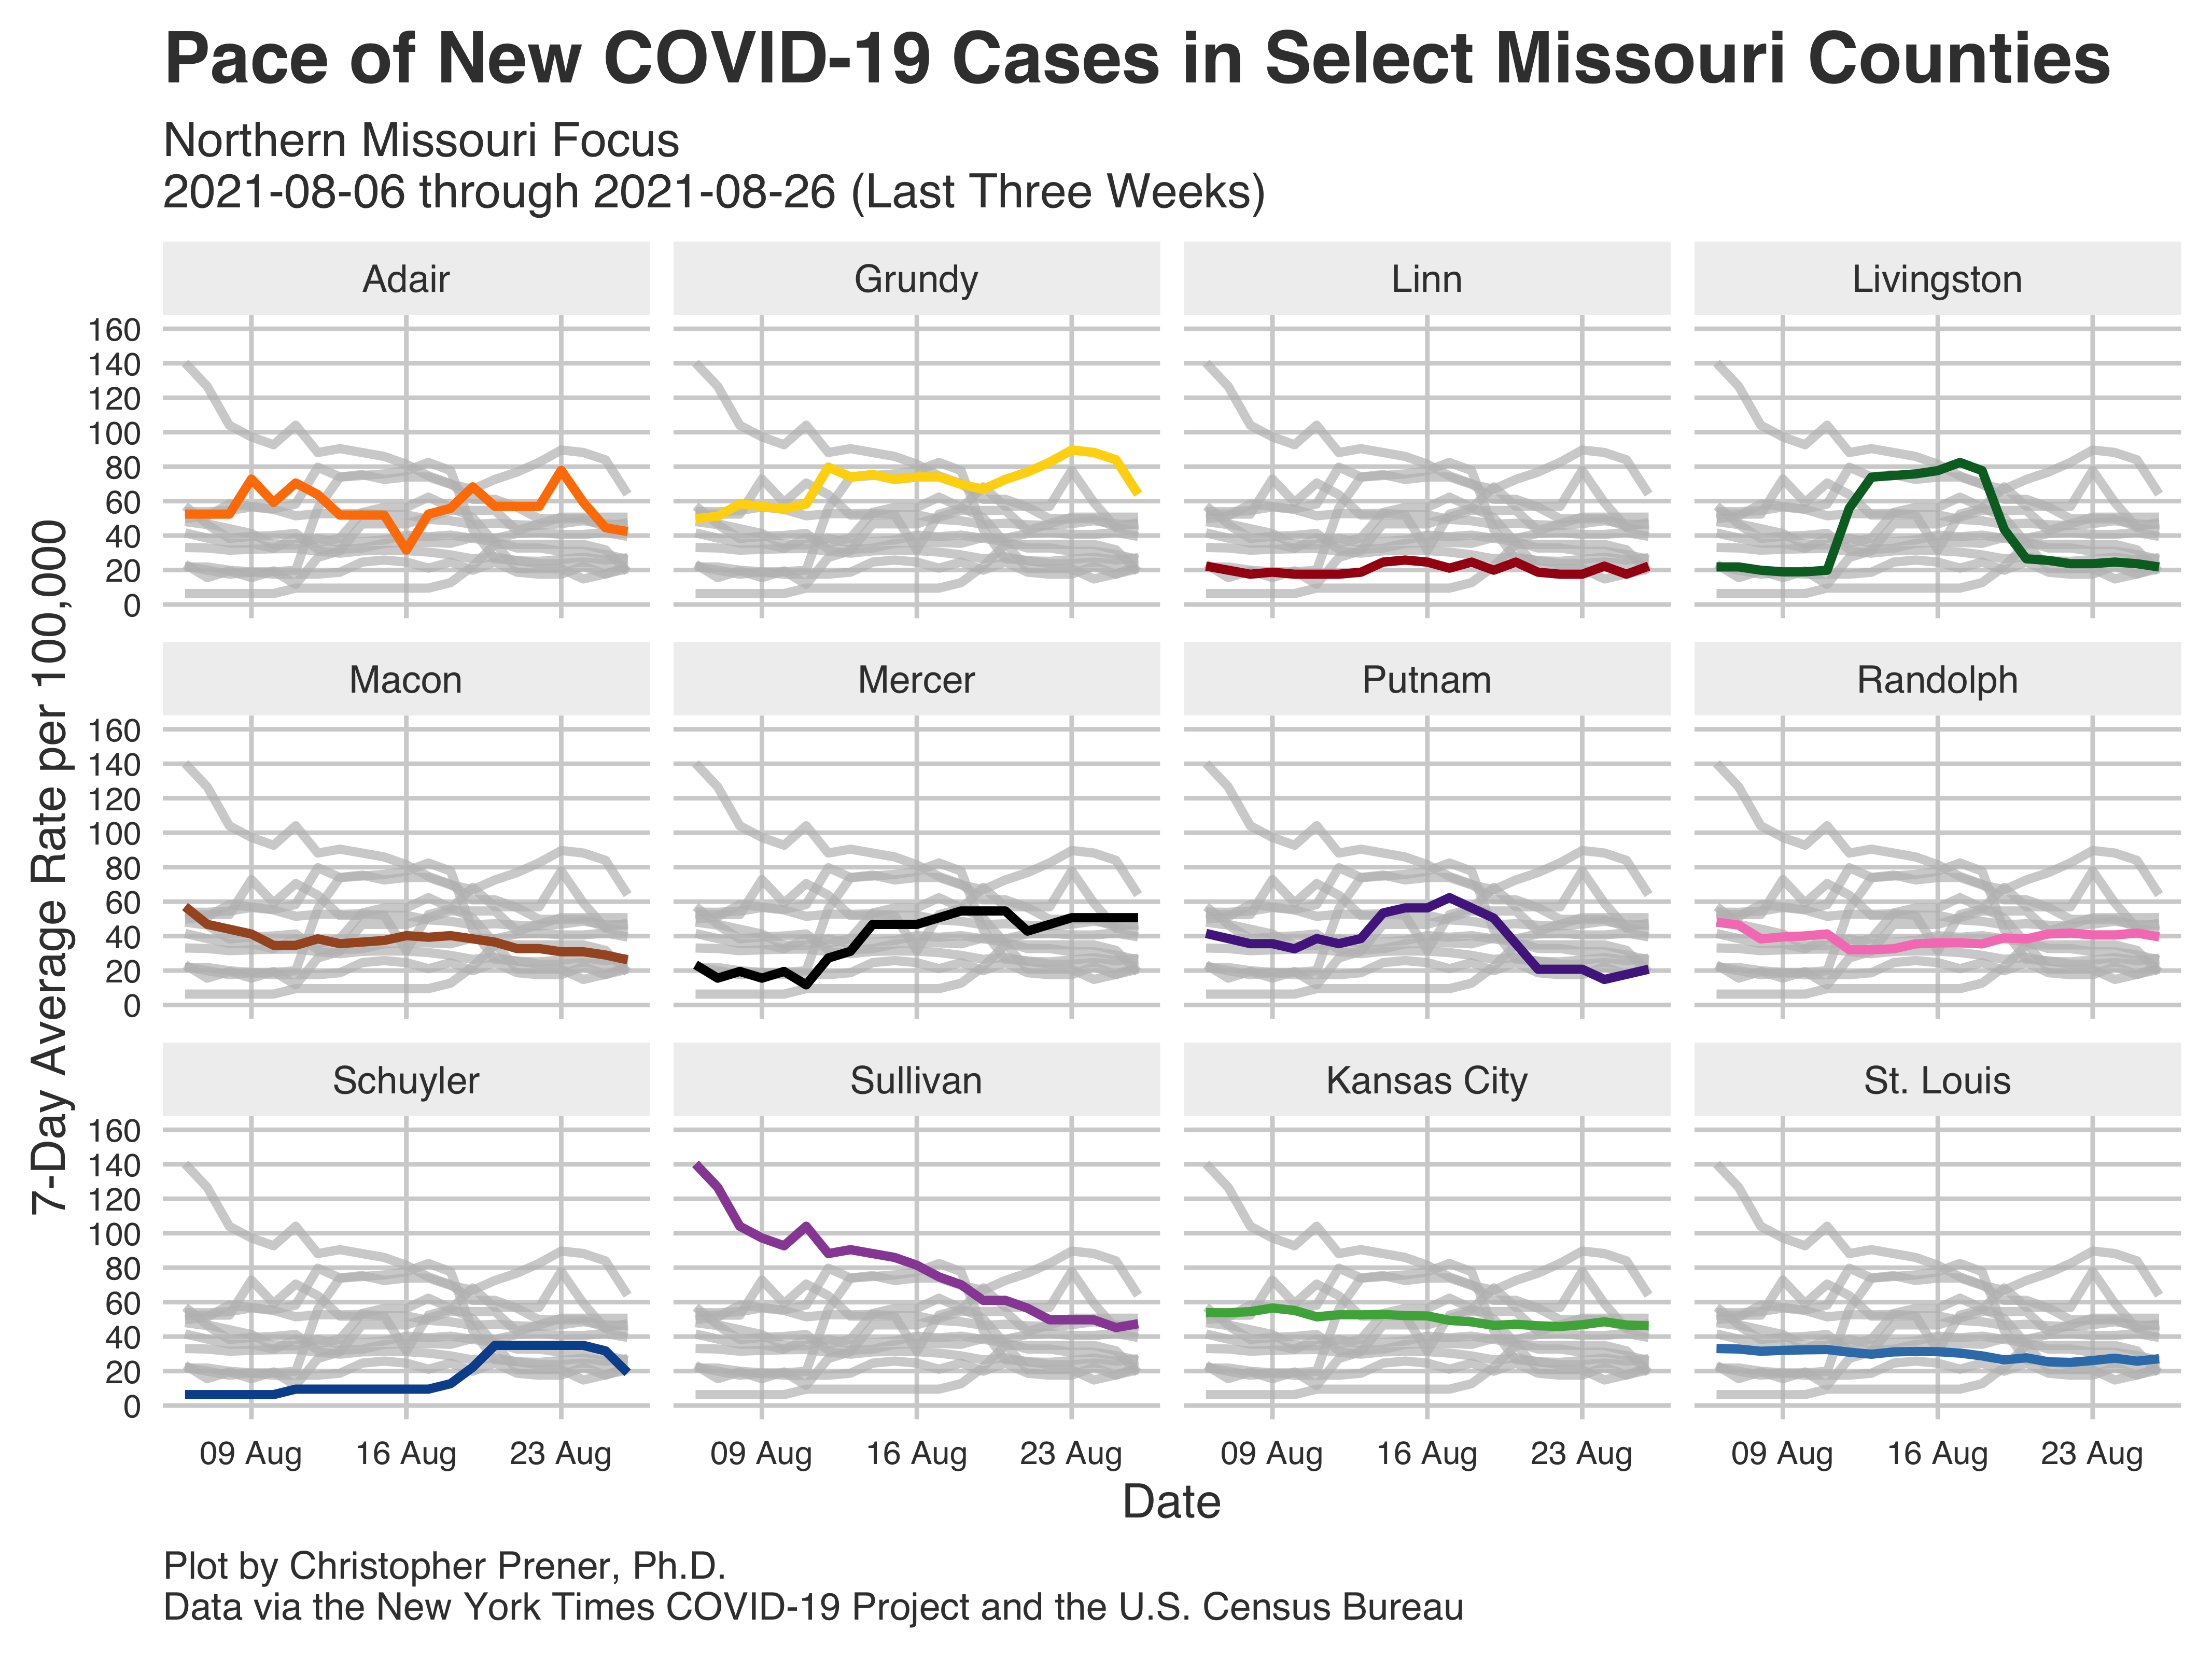 Pace of New COVID-19 Cases in Select Missouri Counties
Northern Missouri Focus
2021-08-06 through 2021-08-26 (Last Three Weeks)
7-Day Average Rate per 100,000
Adair
Grundy
Linn
Livingston
160
140
120
100
80
60
40
20
0
Macon
Mercer
Putnam
Randolph
160
140
120
100
80
60
40
20
0
Schuyler
Sullivan
Kansas City
St. Louis
160
140
120
100
80
60
40
20
0
09 Aug 16 Aug 23 Aug
09 Aug 16 Aug 23 Aug
09 Aug 16 Aug 23 Aug
09 Aug 16 Aug 23 Aug
Date
Plot by Christopher Prener, Ph.D.
Data via the New York Times COVID-19 Project and the U.S. Census Bureau